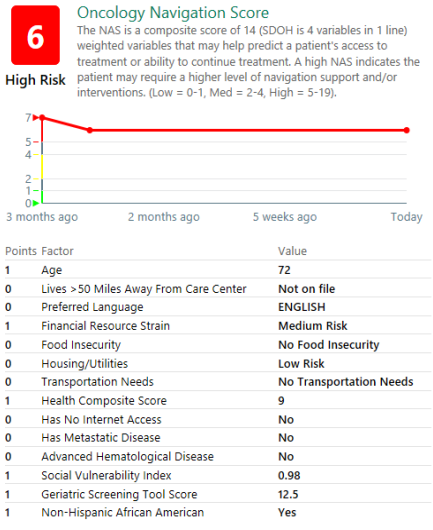 6
High Risk
Oncology Navigation Score
The NAS is a composite score of 14 (SDOH is 4 variables in 1 line)
weighted variables that may help predict a patient's access to
treatment or ability to continue treatment. A high NAS indicates the
patient may require a higher level of navigation support and/or
interventions. (Low = 0-1, Med = 2-4, High = 5-19).
7
5
4
2
1
0
3 months ago 2 months ago 5 weeks ago Today
Points Factor Value
1 Age 72
0 Lives >50 Miles Away From Care Center Not on file
0 Preferred Language ENGLISH
1 Financial Resource Strain Medium Risk
0 Food Insecurity No Food Insecurity
0 Housing/Utilities Low Risk
0 Transportation Needs No Transportation Needs
1 Health Composite Score 9
0 Has No Internet Access No
0 Has Metastatic Disease No
0 Advanced Hematological Disease No
1 Social Vulnerability Index 0.98
1 Geriatric Screening Tool Score 12.5
1 Non-Hispanic African American Yes